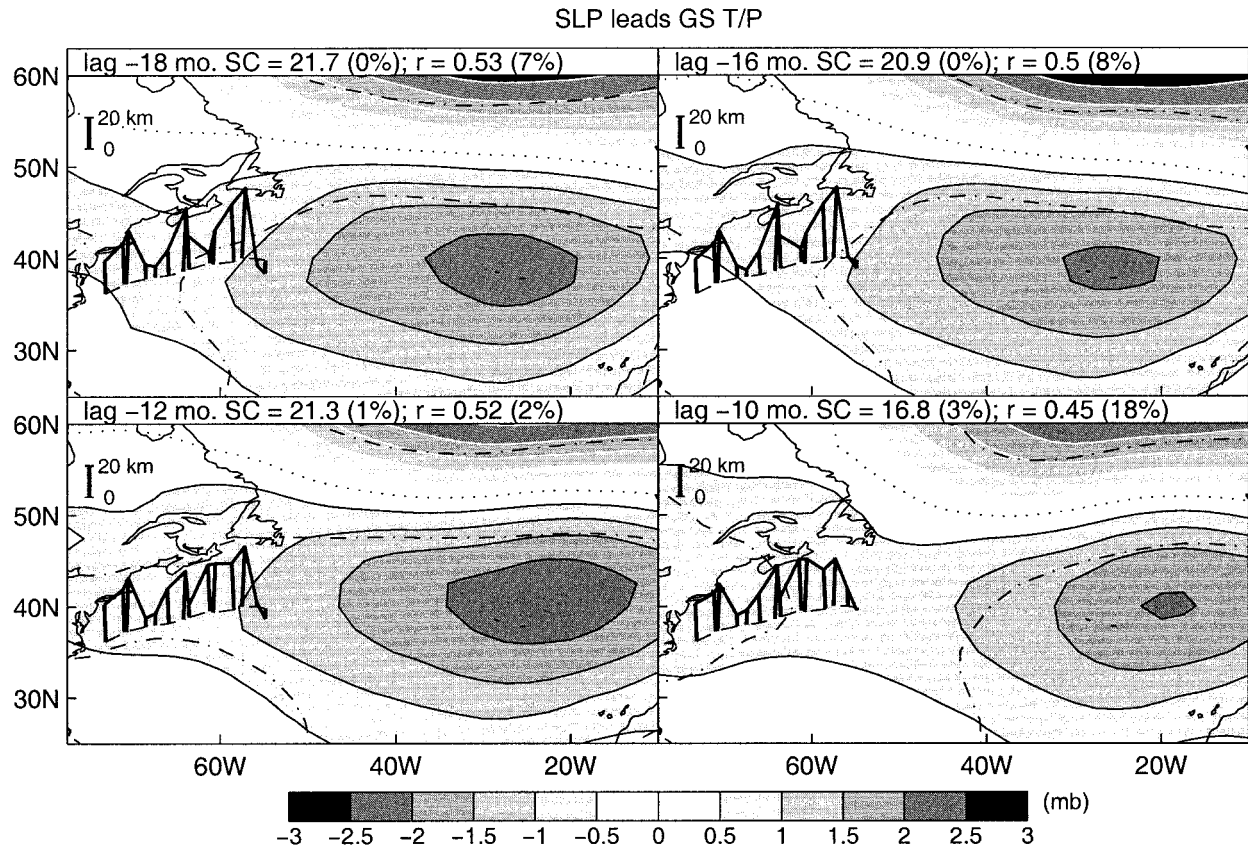 SLP leads GS T/P
lag −18 mo. SC = 21.7 (0%); r = 0.53 (7%)
lag −16 mo. SC = 20.9 (0%); r = 0.5 (8%)
60N
20 km
0
20 km
0
50N
40N
30N
lag −12 mo. SC = 21.3 (1%); r = 0.52 (2%)
lag −10 mo. SC = 16.8 (3%); r = 0.45 (18%)
60N
20 km
0
20 km
0
50N
40N
30N
60W 40W 20W 60W 40W 20W
(mb)
−3 −2.5 −2 −1.5 −1 −0.5 0 0.5 1 1.5 2 2.5 3